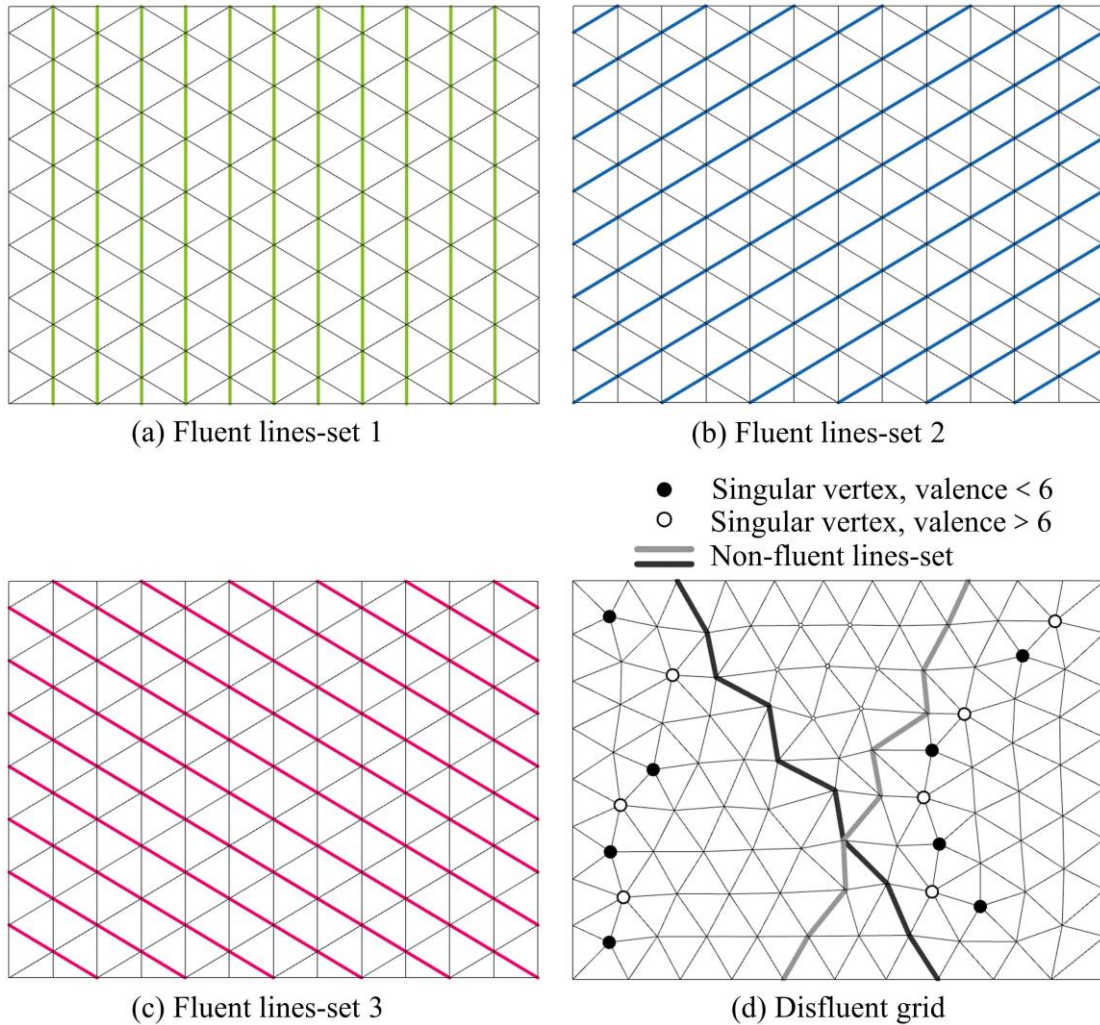 (a) Fluent lines-set 1
(b) Fluent lines-set 2
Singular vertex, valence < 6
Singular vertex, valence > 6
Non-fluent lines-set
(c) Fluent lines-set 3
(d) Disfluent grid